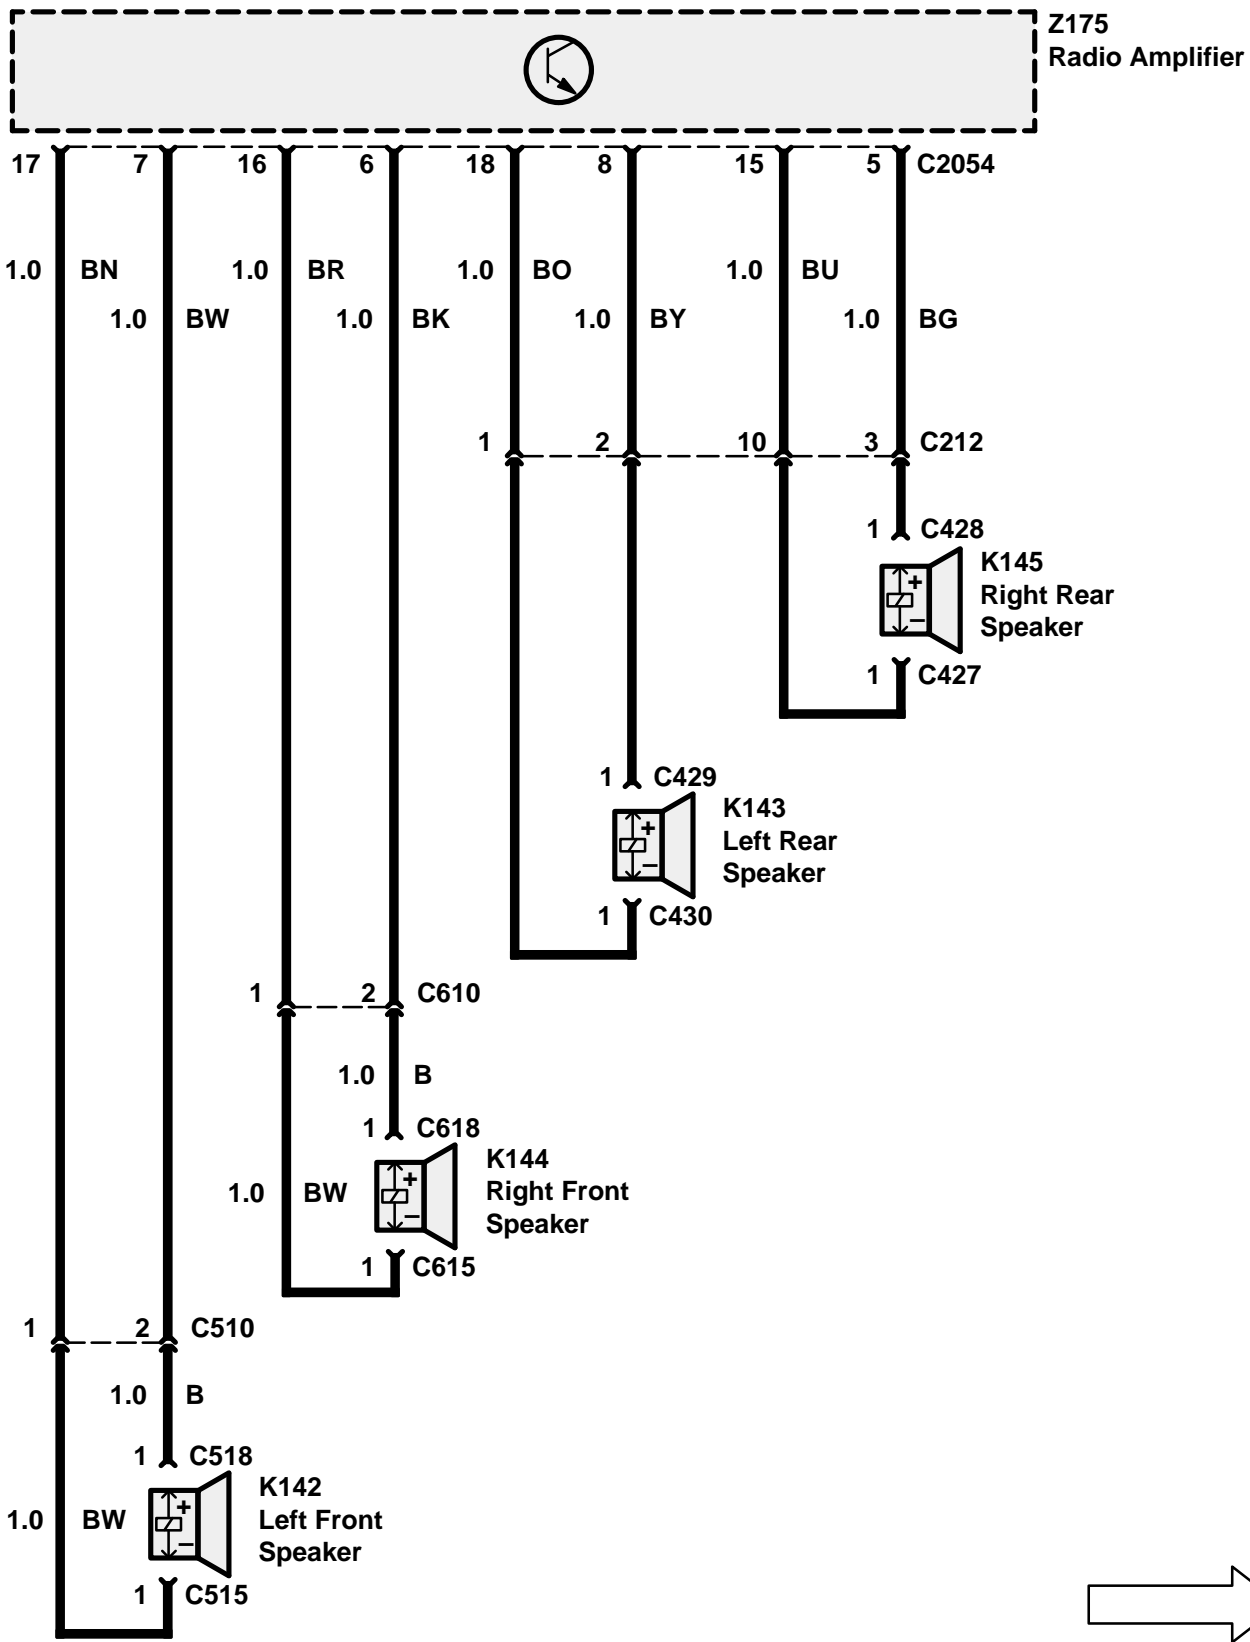 Z175
Radio Amplifier
17 7 16 6 18 8 15 5 C2054
1.0 BN 1.0 BR 1.0 BO 1.0 BU
1.0 BW 1.0 BK 1.0 BY 1.0 BG
1 2 10 3 C212
1 C428
K145
Right Rear
Speaker
+
–
1 C427
1 C429
K143
Left Rear
Speaker
+
–
1 C430
1 2 C610
1.0 B
1 C618
K144
Right Front
Speaker
1.0 BW
+
–
1 C615
1 2 C510
1.0 B
1 C518
K142
Left Front
Speaker
1.0 BW
+
–
1 C515